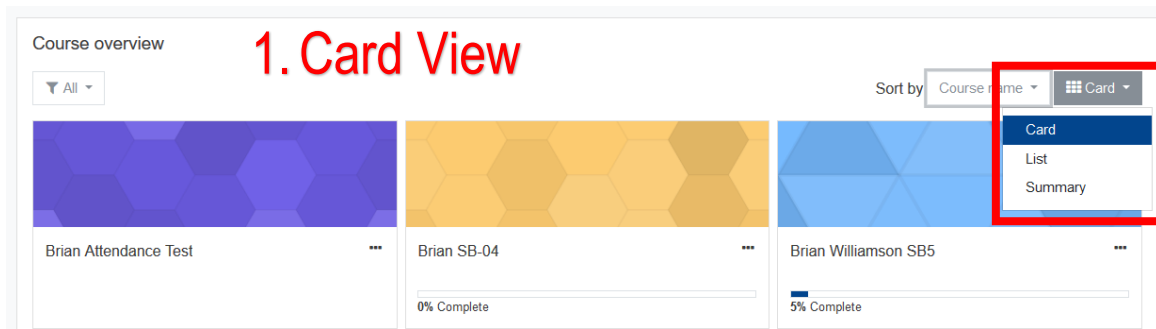 Course overview
1. Card View
All
Sort by Course name Card
Card
List
Summary
Brian Attendance Test
Brian SB-04
Brian Williamson SB5
0% Complete
5% Complete